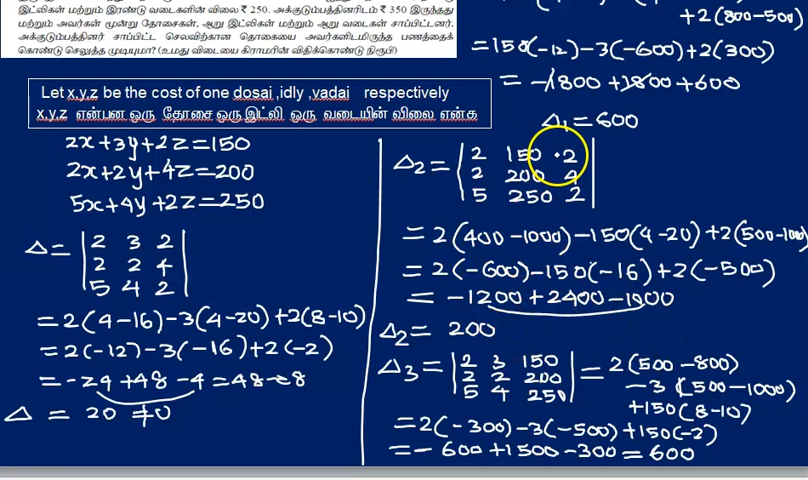 இட்லிகள் மற்றும் இரண்டு வடைகளின் விலை ₹ 250. அக்குடும்பத்தினரிடம் ₹ 350 இருந்தது
மற்றும் அவர்கள் மூன்று தோசைகள், ஆறு இட்லிகள் மற்றும் ஆறு வடைகள் சாப்பிட்டனர்.
அக்குடும்பத்தினர் சாப்பிட்ட செலவிற்கான தொகையை அவர்களிடமிருந்த பணத்தைக்
கொண்டு செலுத்த முடியுமா? (உமது விடையை கிராமரின் விதிக்கொண்டு நிரூபி)
Let x,y,z be the cost of one dosai ,idly ,vadai respectively
x,y,z என்பன ஒரு தோசை ஒரு இட்லி ஒரு வடையின் விலை என்க
2x+3y+2z=150
2x+2y+4z=200
5x+4y+2z=250
Δ= | 2 3 2 |
| 2 2 4 |
| 5 4 2 |
=2(4-16)-3(4-20)+2(8-10)
=2(-12)-3(-16)+2(-2)
=-24+48-4=48-28
Δ = 20 ≠0
+2(800-500)
=150(-12)-3(-600)+2(300)
= -1800+1800+600
Δ1=600
Δ2= | 2 150 2 |
| 2 200 4 |
| 5 250 2 |
=2(400-1000)-150(4-20)+2(500-1000)
=2(-600)-150(-16)+2(-500)
= -1200+2400-1000
Δ2= 200
Δ3= | 2 3 150 | =2(500-800)
| 2 2 200 | -3(500-1000)
| 5 4 250 | +150(8-10)
=2(-300)-3(-500)+150(-2)
=-600+1500-300=600